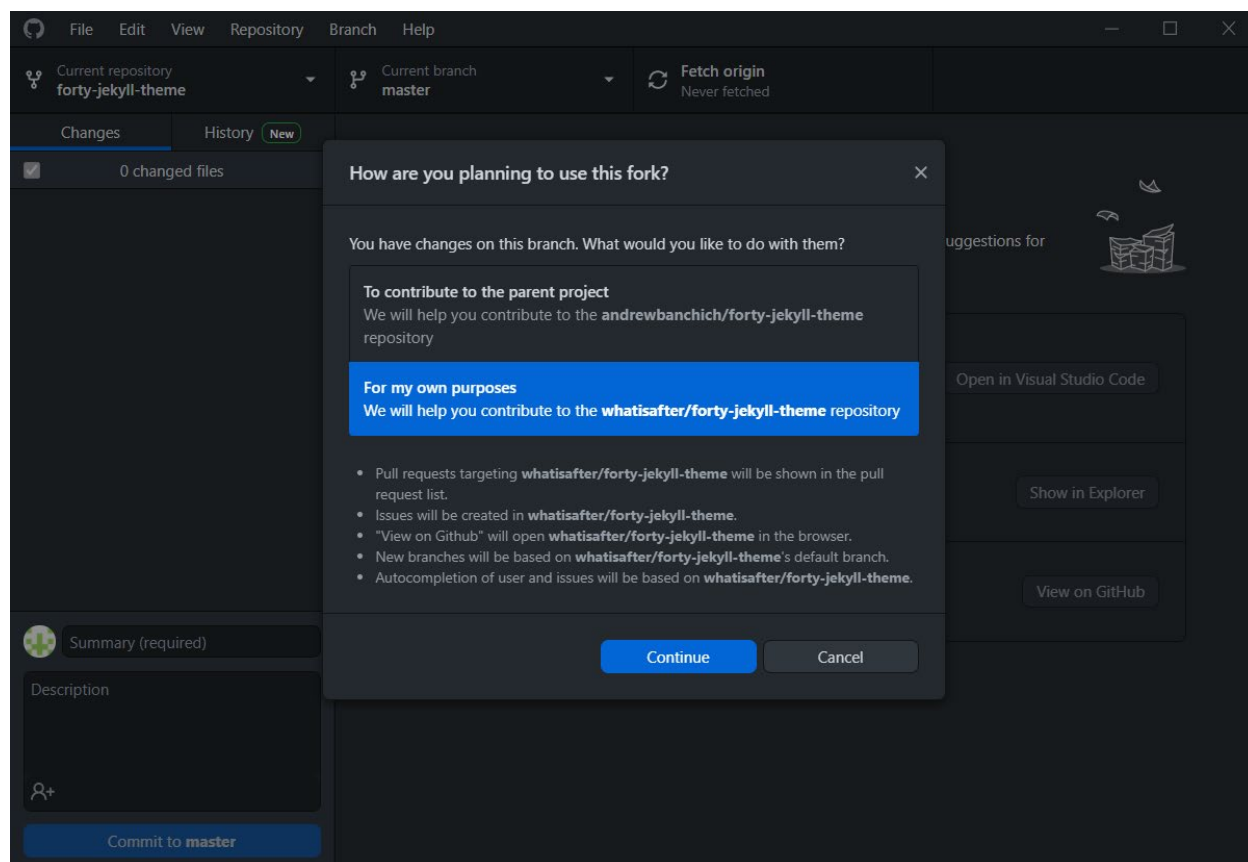 File Edit View Repository Branch Help
Current repository
forty-jekyll-theme
Current branch
master
Fetch origin
Never fetched
Changes
History New
0 changed files
How are you planning to use this fork?
You have changes on this branch. What would you like to do with them?
uggestions for
To contribute to the parent project
We will help you contribute to the andrewbanchich/forty-jekyll-theme
repository
For my own purposes
We will help you contribute to the whatisafter/forty-jekyll-theme repository
Open in Visual Studio Code
• Pull requests targeting whatisafter/forty-jekyll-theme will be shown in the pull
request list.
• Issues will be created in whatisafter/forty-jekyll-theme.
• "View on Github" will open whatisafter/forty-jekyll-theme in the browser.
• New branches will be based on whatisafter/forty-jekyll-theme's default branch.
• Autocompletion of user and issues will be based on whatisafter/forty-jekyll-theme.
Show in Explorer
View on GitHub
Continue
Cancel
Summary (required)
Description
Commit to master